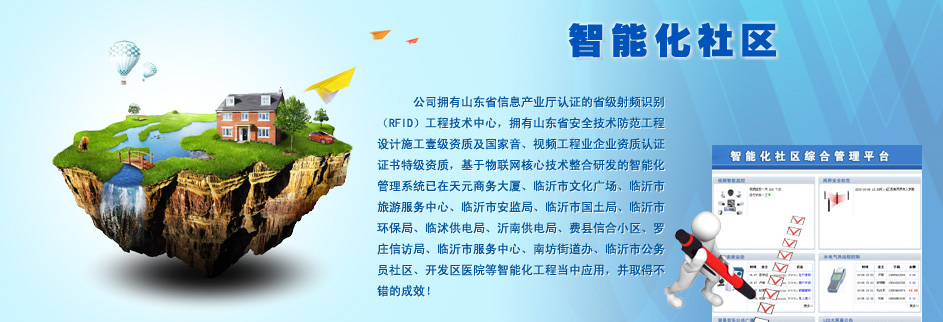 智能化社区
公司拥有山东省信息产业厅认证的省级射频识别
（RFID）工程技术中心，拥有山东省安全技术防范工程
设计施工壹级资质及国家音、视频工程业企业资质认证
证书特级资质，基于物联网核心技术整合研发的智能化
管理系统已在天元商务大厦、临沂市文化广场、临沂市
旅游服务中心、临沂市安监局、临沂市国土局、临沂市
环保局、临沭供电局、沂南供电局、费县信合小区、罗
庄信访局、临沂市服务中心、南坊街道办、临沂市公务
员社区、开发区医院等智能化工程当中应用，并取得不
错的成效！
智能化社区综合管理平台